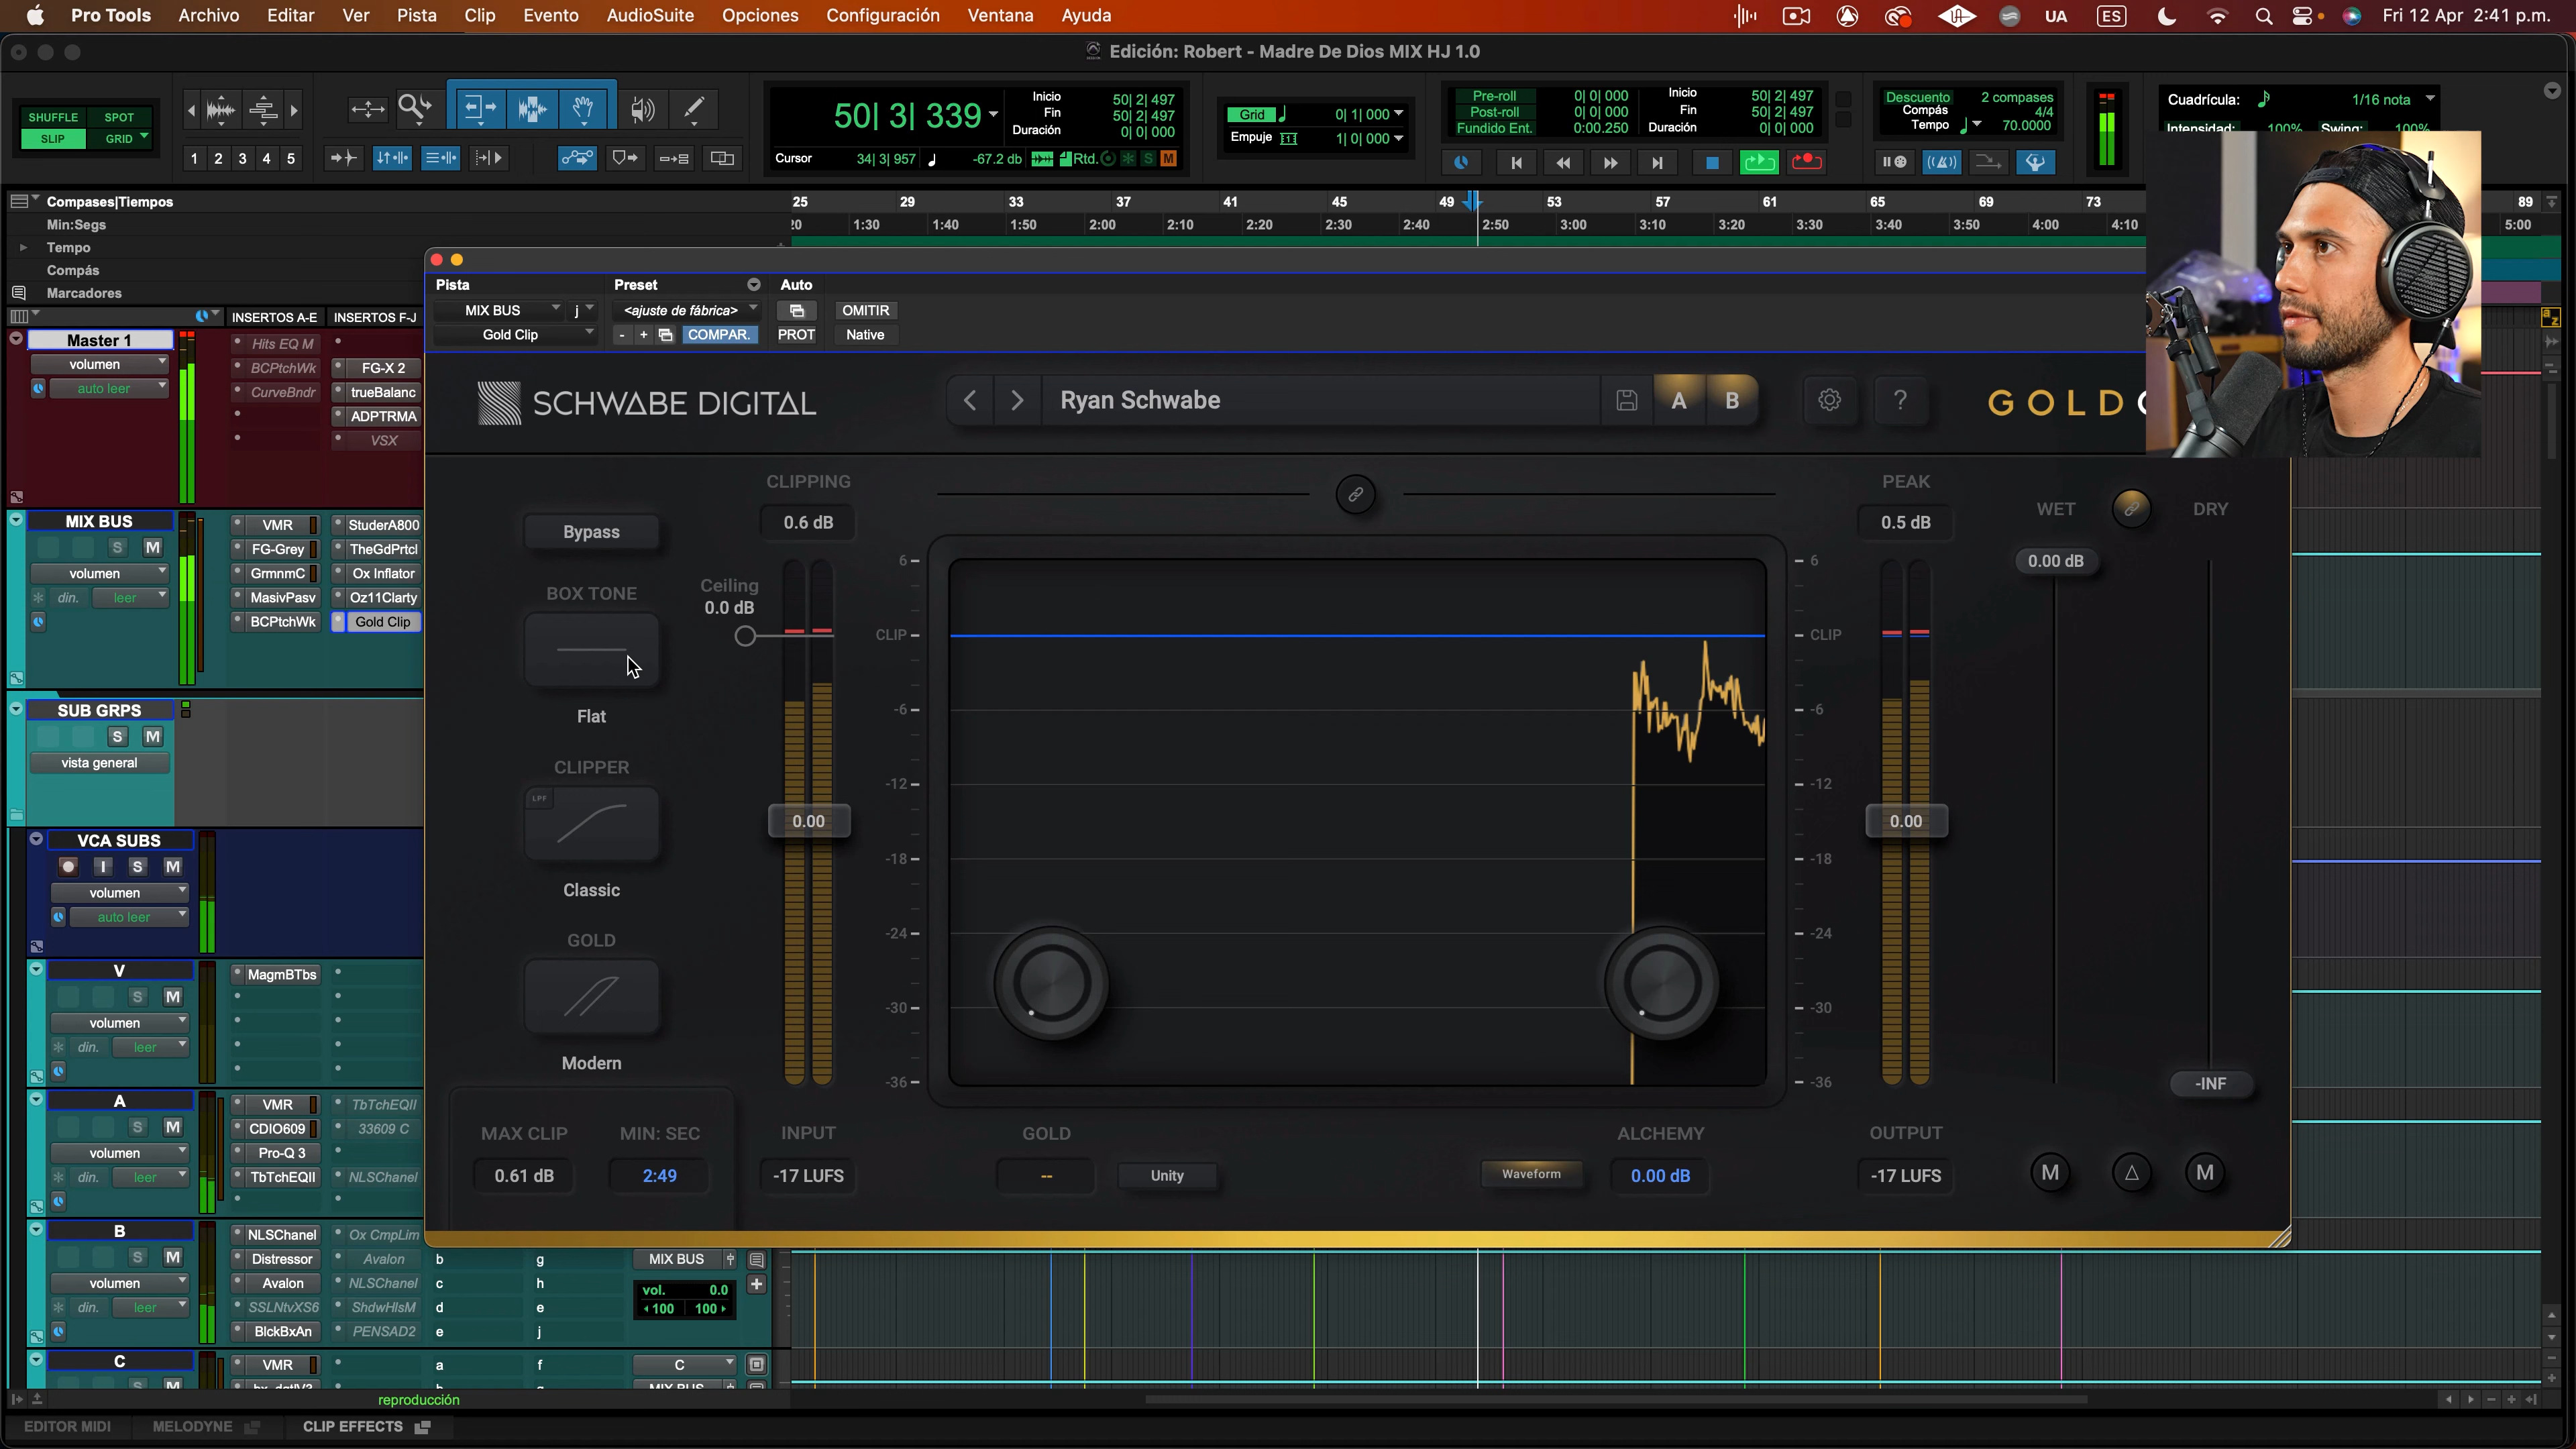 Pro Tools Archivo Editar Ver Pista Clip Evento AudioSuite Opciones Configuración Ventana Ayuda
UA ES Fri 12 Apr 2:41 p.m.
Edición: Robert - Madre De Dios MIX HJ 1.0
SHUFFLE SPOT
SLIP GRID
1 2 3 4 5
50| 3| 339
Inicio 50| 2| 497
Fin 50| 2| 497
Duración 0| 0| 000
Cursor 34| 3| 957 -67.2 db Rtd. S M
Grid 0| 1| 000
Empuje 1| 0| 000
Pre-roll 0| 0| 000
Post-roll 0| 0| 000
Fundido Ent. 0:00.250
Inicio 50| 2| 497
Fin 50| 2| 497
Duración 0| 0| 000
Descuento 2 compases
Compás 4/4
Tempo 70.0000
Cuadrícula: 1/16 nota
Intensidad: 100% Swing: 100%
Compases|Tiempos 25 29 33 37 41 45 49 53 57 61 65 69 73 89
Min:Segs 1:30 1:40 1:50 2:00 2:10 2:20 2:30 2:40 2:50 3:00 3:10 3:20 3:30 3:40 3:50 4:00 4:10 5:00
Tempo
Compás
Marcadores
INSERTOS A-E INSERTOS F-J
Master 1
volumen
auto leer
Hits EQ M
BCPtchWk FG-X 2
CurveBndr trueBalanc
ADPTRMA
VSX
MIX BUS
S M
volumen
din. leer
VMR StuderA800
FG-Grey TheGdPrtcl
GrmnmC Ox Inflator
MasivPasv Oz11Clarty
BCPtchWk Gold Clip
SUB GRPS
S M
vista general
VCA SUBS
I S M
volumen
auto leer
V
S M
volumen
din. leer
MagmBTbs
A
S M
volumen
din. leer
VMR TbTchEQII
CDIO609 33609 C
Pro-Q 3
TbTchEQII NLSChanel
B
S M
volumen
din. leer
NLSChanel Ox CmpLim
Distressor Avalon b g MIX BUS
Avalon NLSChanel c h
SSLNtvXS6 ShdwHlsM d e
BlckBxAn PENSAD2 e j
vol. 0.0
100 100
C
VMR a f C
Pista Preset Auto
MIX BUS j <ajuste de fábrica> OMITIR
Gold Clip - + COMPAR. PROT Native
SCHWABE DIGITAL
Ryan Schwabe
A B ?
GOLD
Bypass
BOX TONE
Flat
CLIPPER
LPF
Classic
GOLD
Modern
MAX CLIP MIN: SEC
0.61 dB 2:49
CLIPPING
0.6 dB
Ceiling
0.0 dB
0.00
INPUT
-17 LUFS
6
CLIP
-6
-12
-18
-24
-30
-36
6
CLIP
-6
-12
-18
-24
-30
-36
GOLD
-- Unity
Waveform
ALCHEMY
0.00 dB
PEAK
0.5 dB
0.00
OUTPUT
-17 LUFS
WET DRY
0.00 dB
-INF
M M
reproducción
EDITOR MIDI MELODYNE CLIP EFFECTS